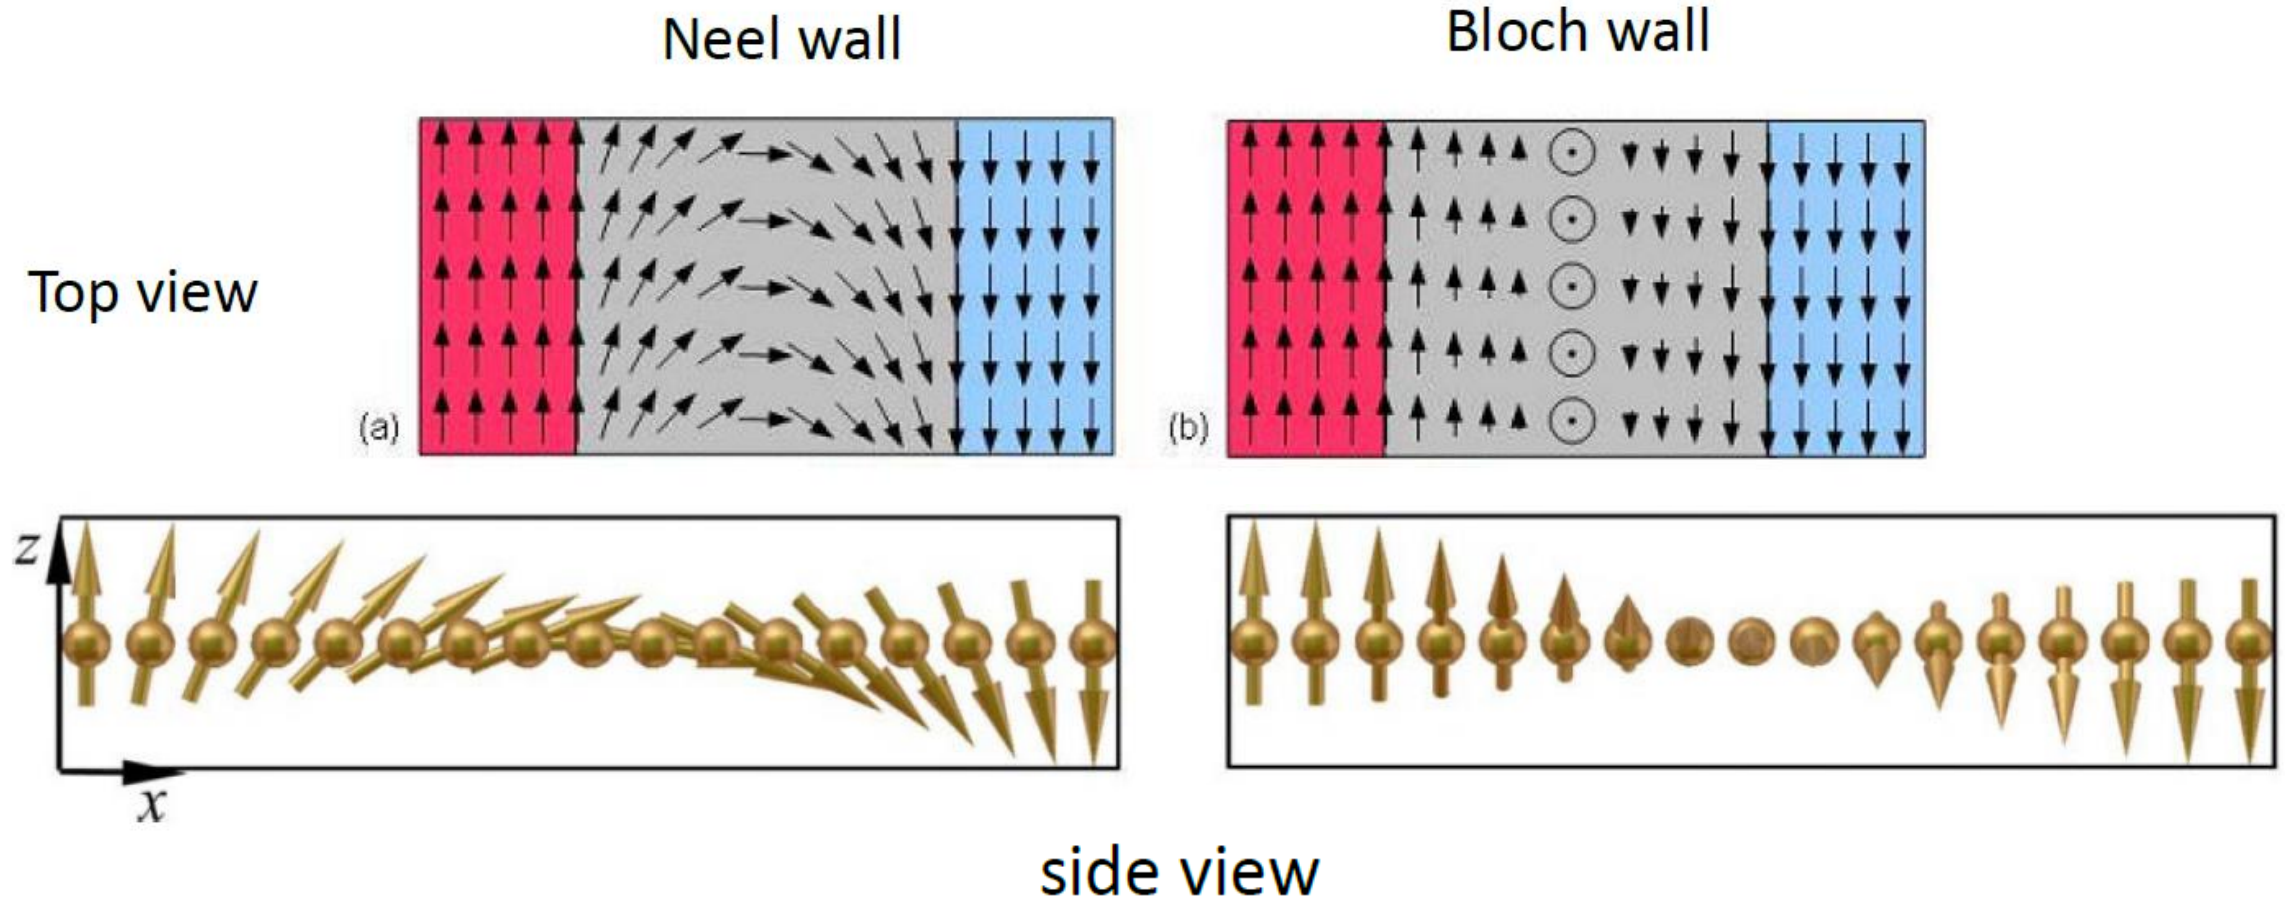 Neel wall
Bloch wall
Top view
(a)
(b)
z
x
side view